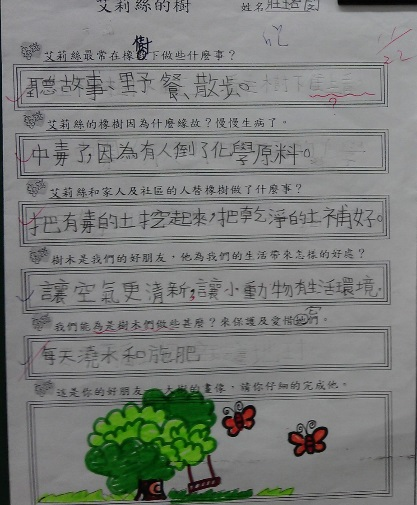 艾莉絲的樹
姓名
11/22
艾莉絲最常在橡樹下做些什麼事？
聽故事、野餐、散步。
艾莉絲的橡樹因為什麼緣故？慢慢生病了。
中毒了,因為有人倒了化學原料。
艾莉絲和家人及社區的人替橡樹做了什麼事？
把有毒的土挖起來,把乾淨的土補好。
樹木是我們的好朋友，他為我們的生活帶來怎樣的好處？
讓空氣更清新,讓小動物有生活環境.
我們能為是樹木們做些甚麼？來保護及愛惜他們。
每天澆水和施肥
這是你的好朋友 大樹的畫像，請你仔細的完成他。